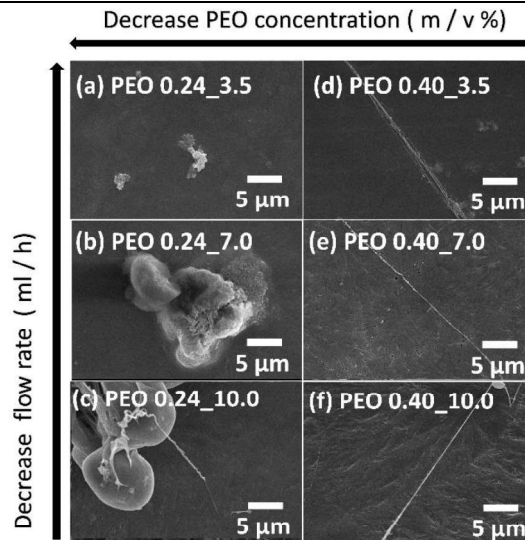 Decrease PEO concentration ( m / v %)
Decrease flow rate ( ml / h )
(a) PEO 0.24_3.5
5 µm
(d) PEO 0.40_3.5
5 µm
(b) PEO 0.24_7.0
5 µm
(e) PEO 0.40_7.0
5 µm
(c) PEO 0.24_10.0
5 µm
(f) PEO 0.40_10.0
5 µm